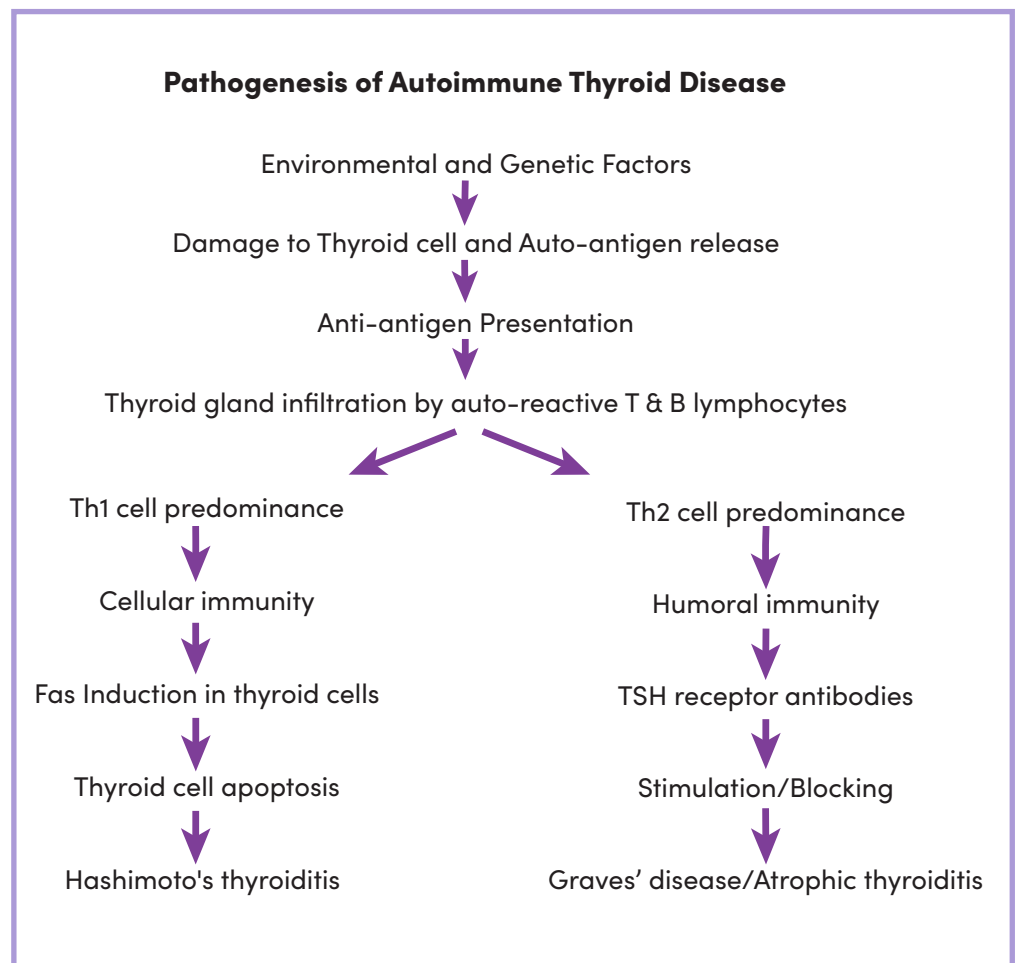 Pathogenesis of Autoimmune Thyroid Disease
Environmental and Genetic Factors
Damage to Thyroid cell and Auto-antigen release
Anti-antigen Presentation
Thyroid gland infiltration by auto-reactive T & B lymphocytes
Th1 cell predominance
Cellular immunity
Fas Induction in thyroid cells
Thyroid cell apoptosis
Hashimoto's thyroiditis
Th2 cell predominance
Humoral immunity
TSH receptor antibodies
Stimulation/Blocking
Graves’ disease/Atrophic thyroiditis